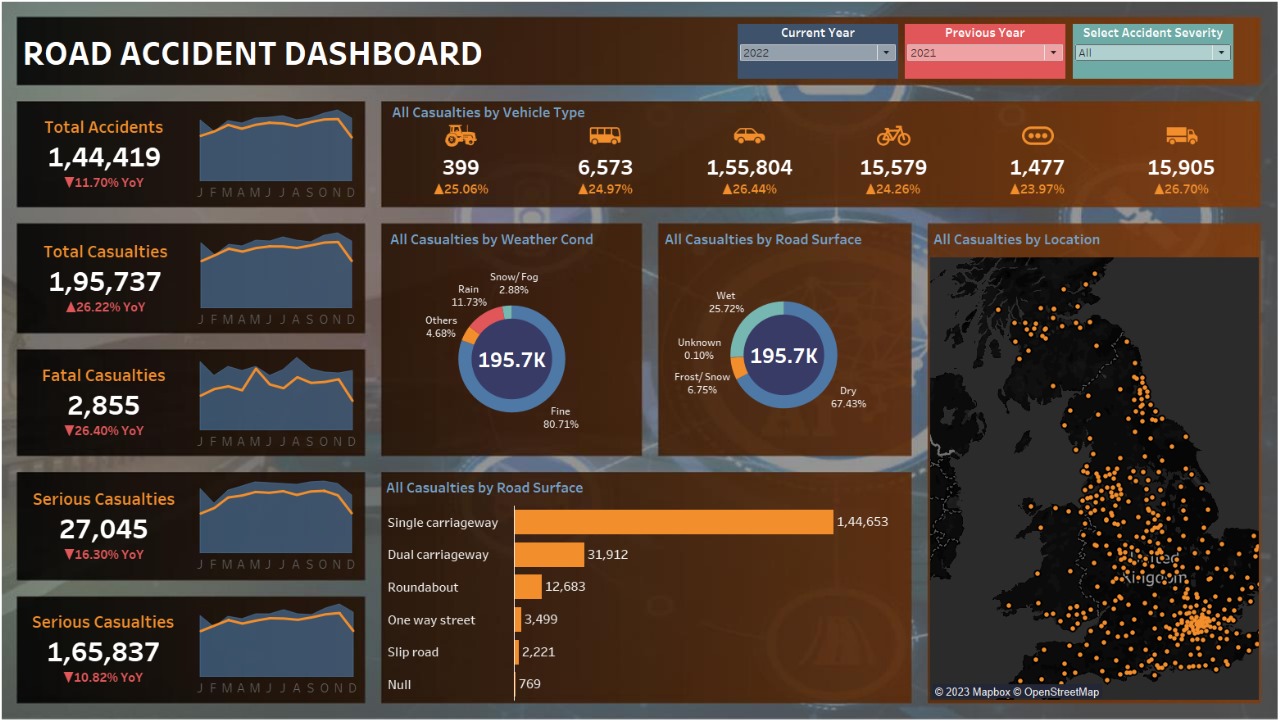 ROAD ACCIDENT DASHBOARD
Current Year
2022
Previous Year
2021
Select Accident Severity
All
Total Accidents
1,44,419
▼11.70% YoY
J F M A M J J A S O N D
Total Casualties
1,95,737
▲26.22% YoY
J F M A M J J A S O N D
Fatal Casualties
2,855
▼26.40% YoY
J F M A M J J A S O N D
Serious Casualties
27,045
▼16.30% YoY
J F M A M J J A S O N D
Serious Casualties
1,65,837
▼10.82% YoY
J F M A M J J A S O N D
All Casualties by Vehicle Type
399 6,573 1,55,804 15,579 1,477 15,905
▲25.06% ▲24.97% ▲26.44% ▲24.26% ▲23.97% ▲26.70%
All Casualties by Weather Cond
Snow/Fog
2.88%
Rain
11.73%
Others
4.68%
195.7K
Fine
80.71%
All Casualties by Road Surface
Wet
25.72%
Unknown
0.10%
Frost/Snow
6.75%
195.7K
Dry
67.43%
All Casualties by Road Surface
Single carriageway 1,44,653
Dual carriageway 31,912
Roundabout 12,683
One way street 3,499
Slip road 2,221
Null 769
All Casualties by Location
United
Kingdom
© 2023 Mapbox © OpenStreetMap